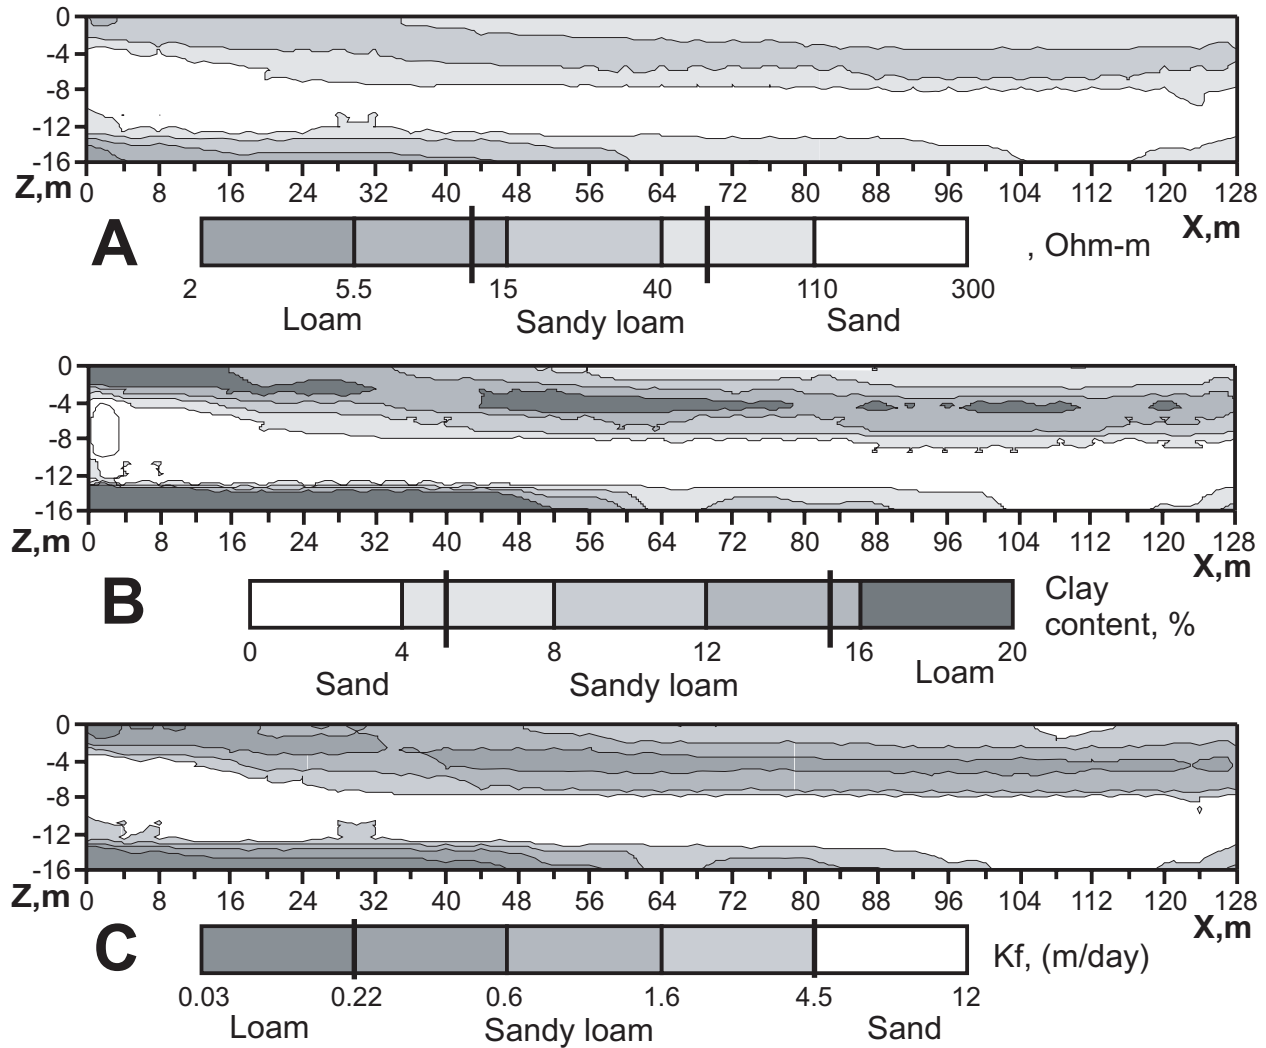 0
-4
-8
-12
-16
Z,m 0 8 16 24 32 40 48 56 64 72 80 88 96 104 112 120 128
X,m
A
, Ohm-m
2 5.5 15 40 110 300
Loam Sandy loam Sand
0
-4
-8
-12
-16
Z,m 0 8 16 24 32 40 48 56 64 72 80 88 96 104 112 120 128
X,m
B
Clay
content, %
0 4 8 12 16 20
Sand Sandy loam Loam
0
-4
-8
-12
-16
Z,m 0 8 16 24 32 40 48 56 64 72 80 88 96 104 112 120 128
X,m
C
Kf, (m/day)
0.03 0.22 0.6 1.6 4.5 12
Loam Sandy loam Sand